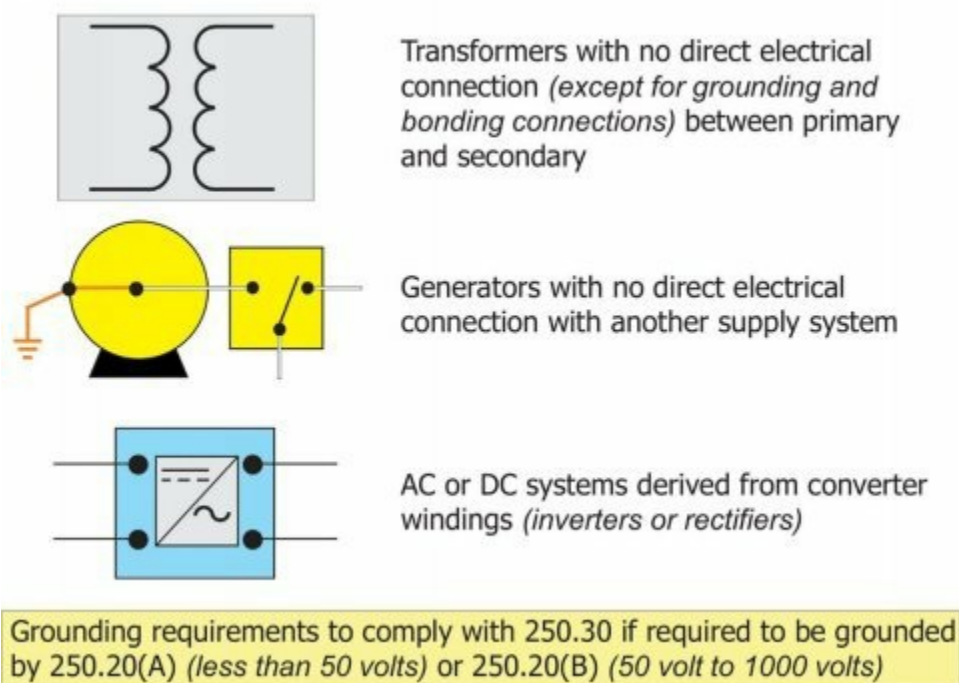 Transformers with no direct electrical
connection (except for grounding and
bonding connections) between primary
and secondary
Generators with no direct electrical
connection with another supply system
AC or DC systems derived from converter
windings (inverters or rectifiers)
Grounding requirements to comply with 250.30 if required to be grounded
by 250.20(A) (less than 50 volts) or 250.20(B) (50 volt to 1000 volts)